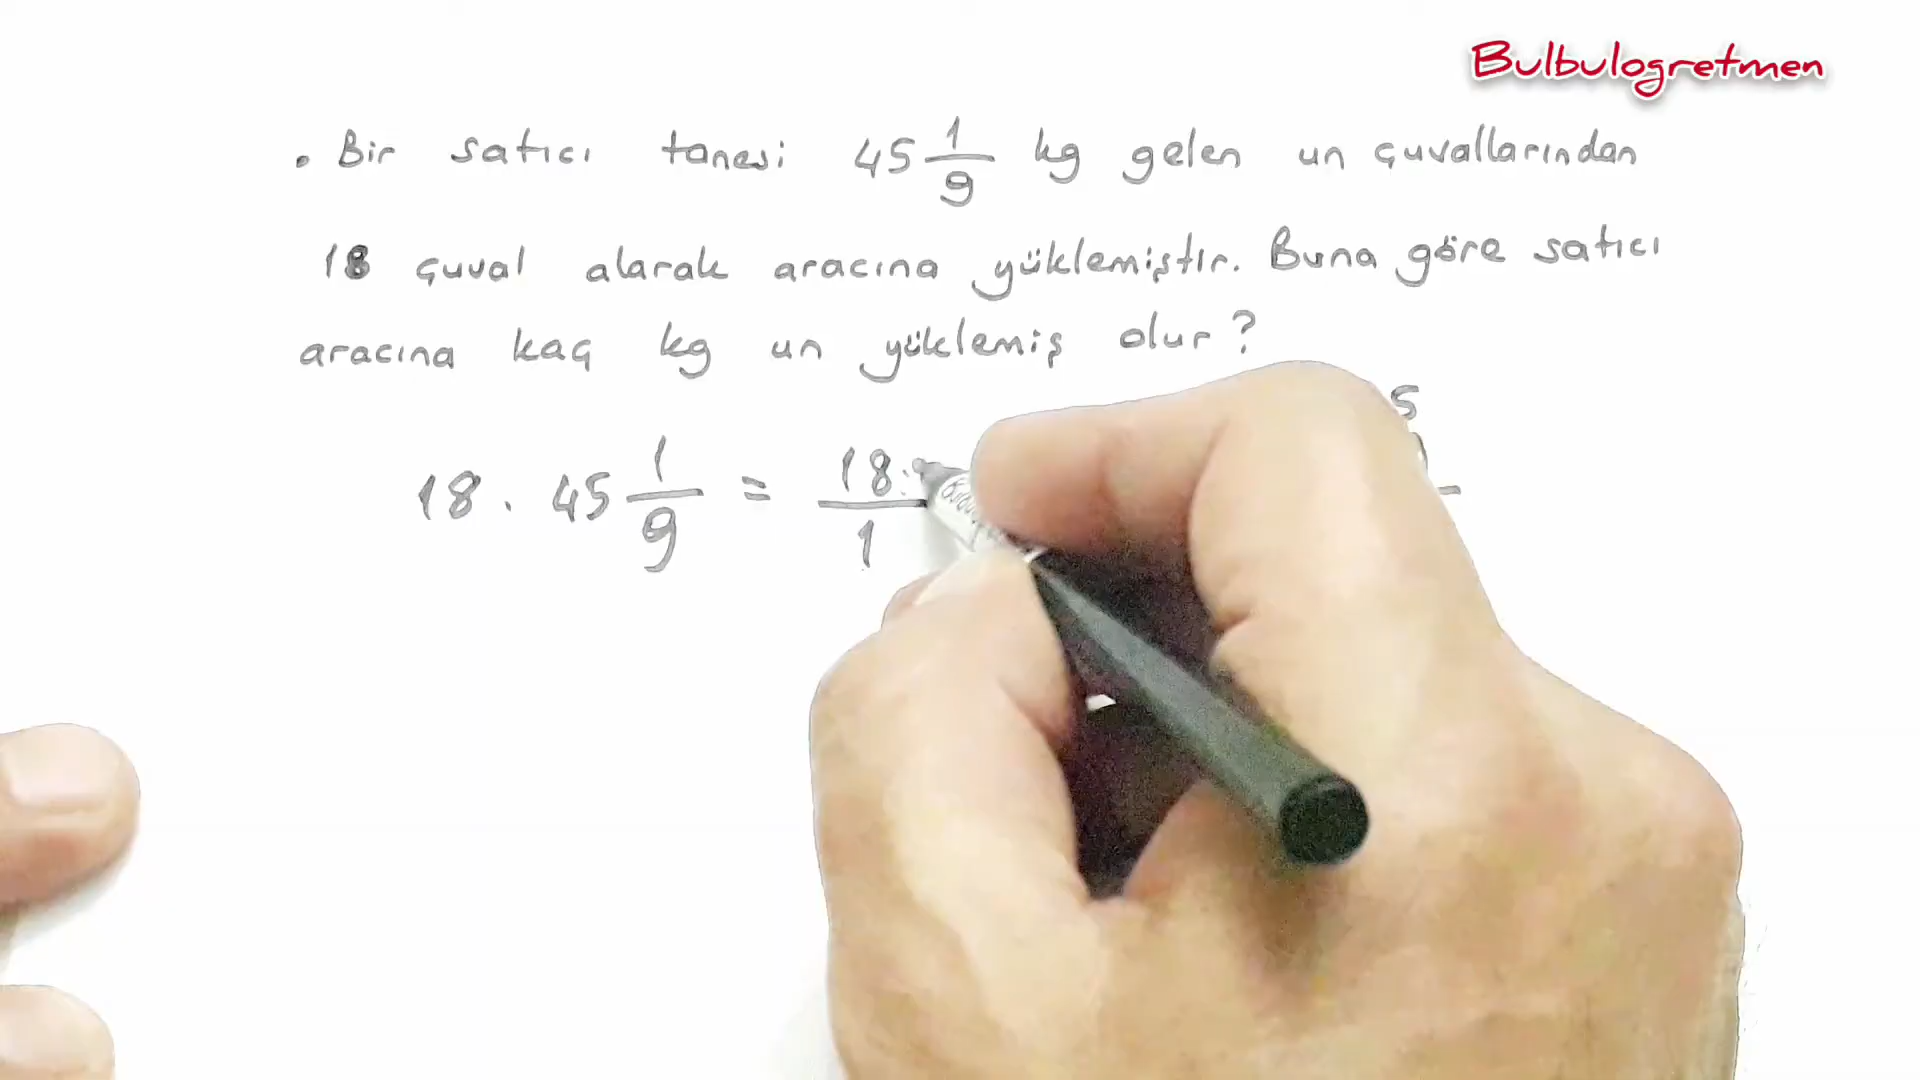 Bulbulogretmen
• Bir satıcı tanesi 45 1/9 kg gelen un çuvallarından
18 çuval alarak aracına yüklemiştir. Buna göre satıcı
aracına kaç kg un yüklemiş olur?
5
18 . 45 1/9 = 18/1